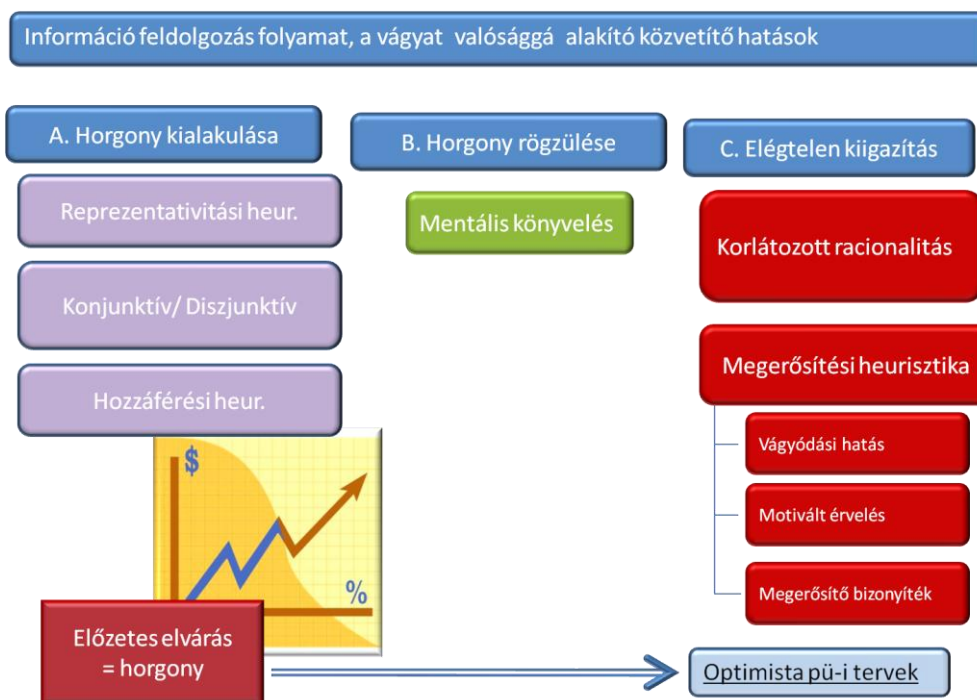 Információ feldolgozás folyamat, a vágyat valósággá alakító közvetítő hatások
A. Horgony kialakulása
Reprezentativitási heur.
Konjunktív/ Diszjunktív
Hozzáférési heur.
B. Horgony rögzülése
Mentális könyvelés
C. Elégtelen kiigazítás
Korlátozott racionalitás
Megerősítési heurisztika
Vágyódási hatás
Motivált érvelés
Megerősítő bizonyíték
$
%
Előzetes elvárás
= horgony
Optimista pü-i tervek